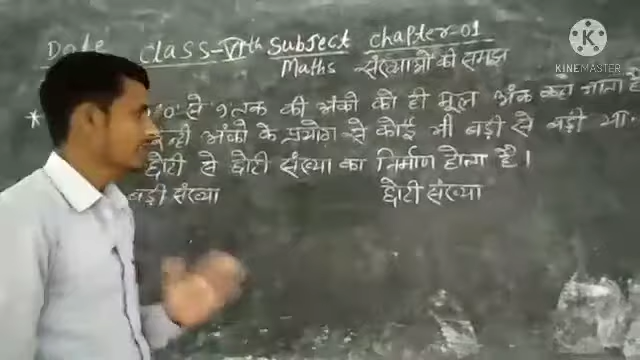 Date Class-VIth Subject Chapter-01
Maths संख्याओं की समझ
* '0' से 9 तक की अंको को ही मूल अंक कहा जाता है
इन्ही अंको के प्रयोग से कोई भी बड़ी से बड़ी या
छोटी से छोटी संख्या का निर्माण होता है।
बड़ी संख्या छोटी संख्या
KINEMASTER